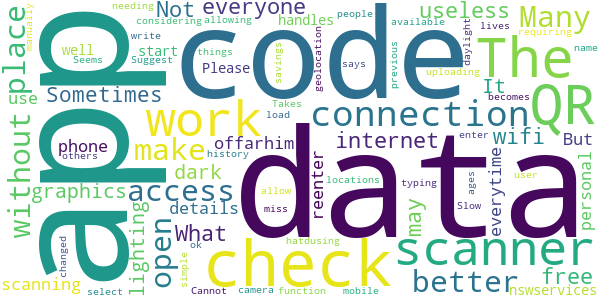 needing
manually
considering
allowing
Not
everyone
handles
people
write
available
useless
Many
place
well
start
things
Seems
Suggest
Please
savings
geolocation
says
previous
daylight
lives
requiring
name
becomes
uploading
app
code
The
QR
use
Sometimes
Takes
load
without
phone
others
work
connection
It
But
make
offarhim
internet
wifi
enter
history
dark
graphics
access
details
reenter
locations
typing
may
everytime
ages
user
personal
allow
miss
Slow
data
What
open
lighting
changed
simple
ok
check
hatdusing
scanner
free
better
scanning
select
Cannot
camera
function
mobile
nswservices